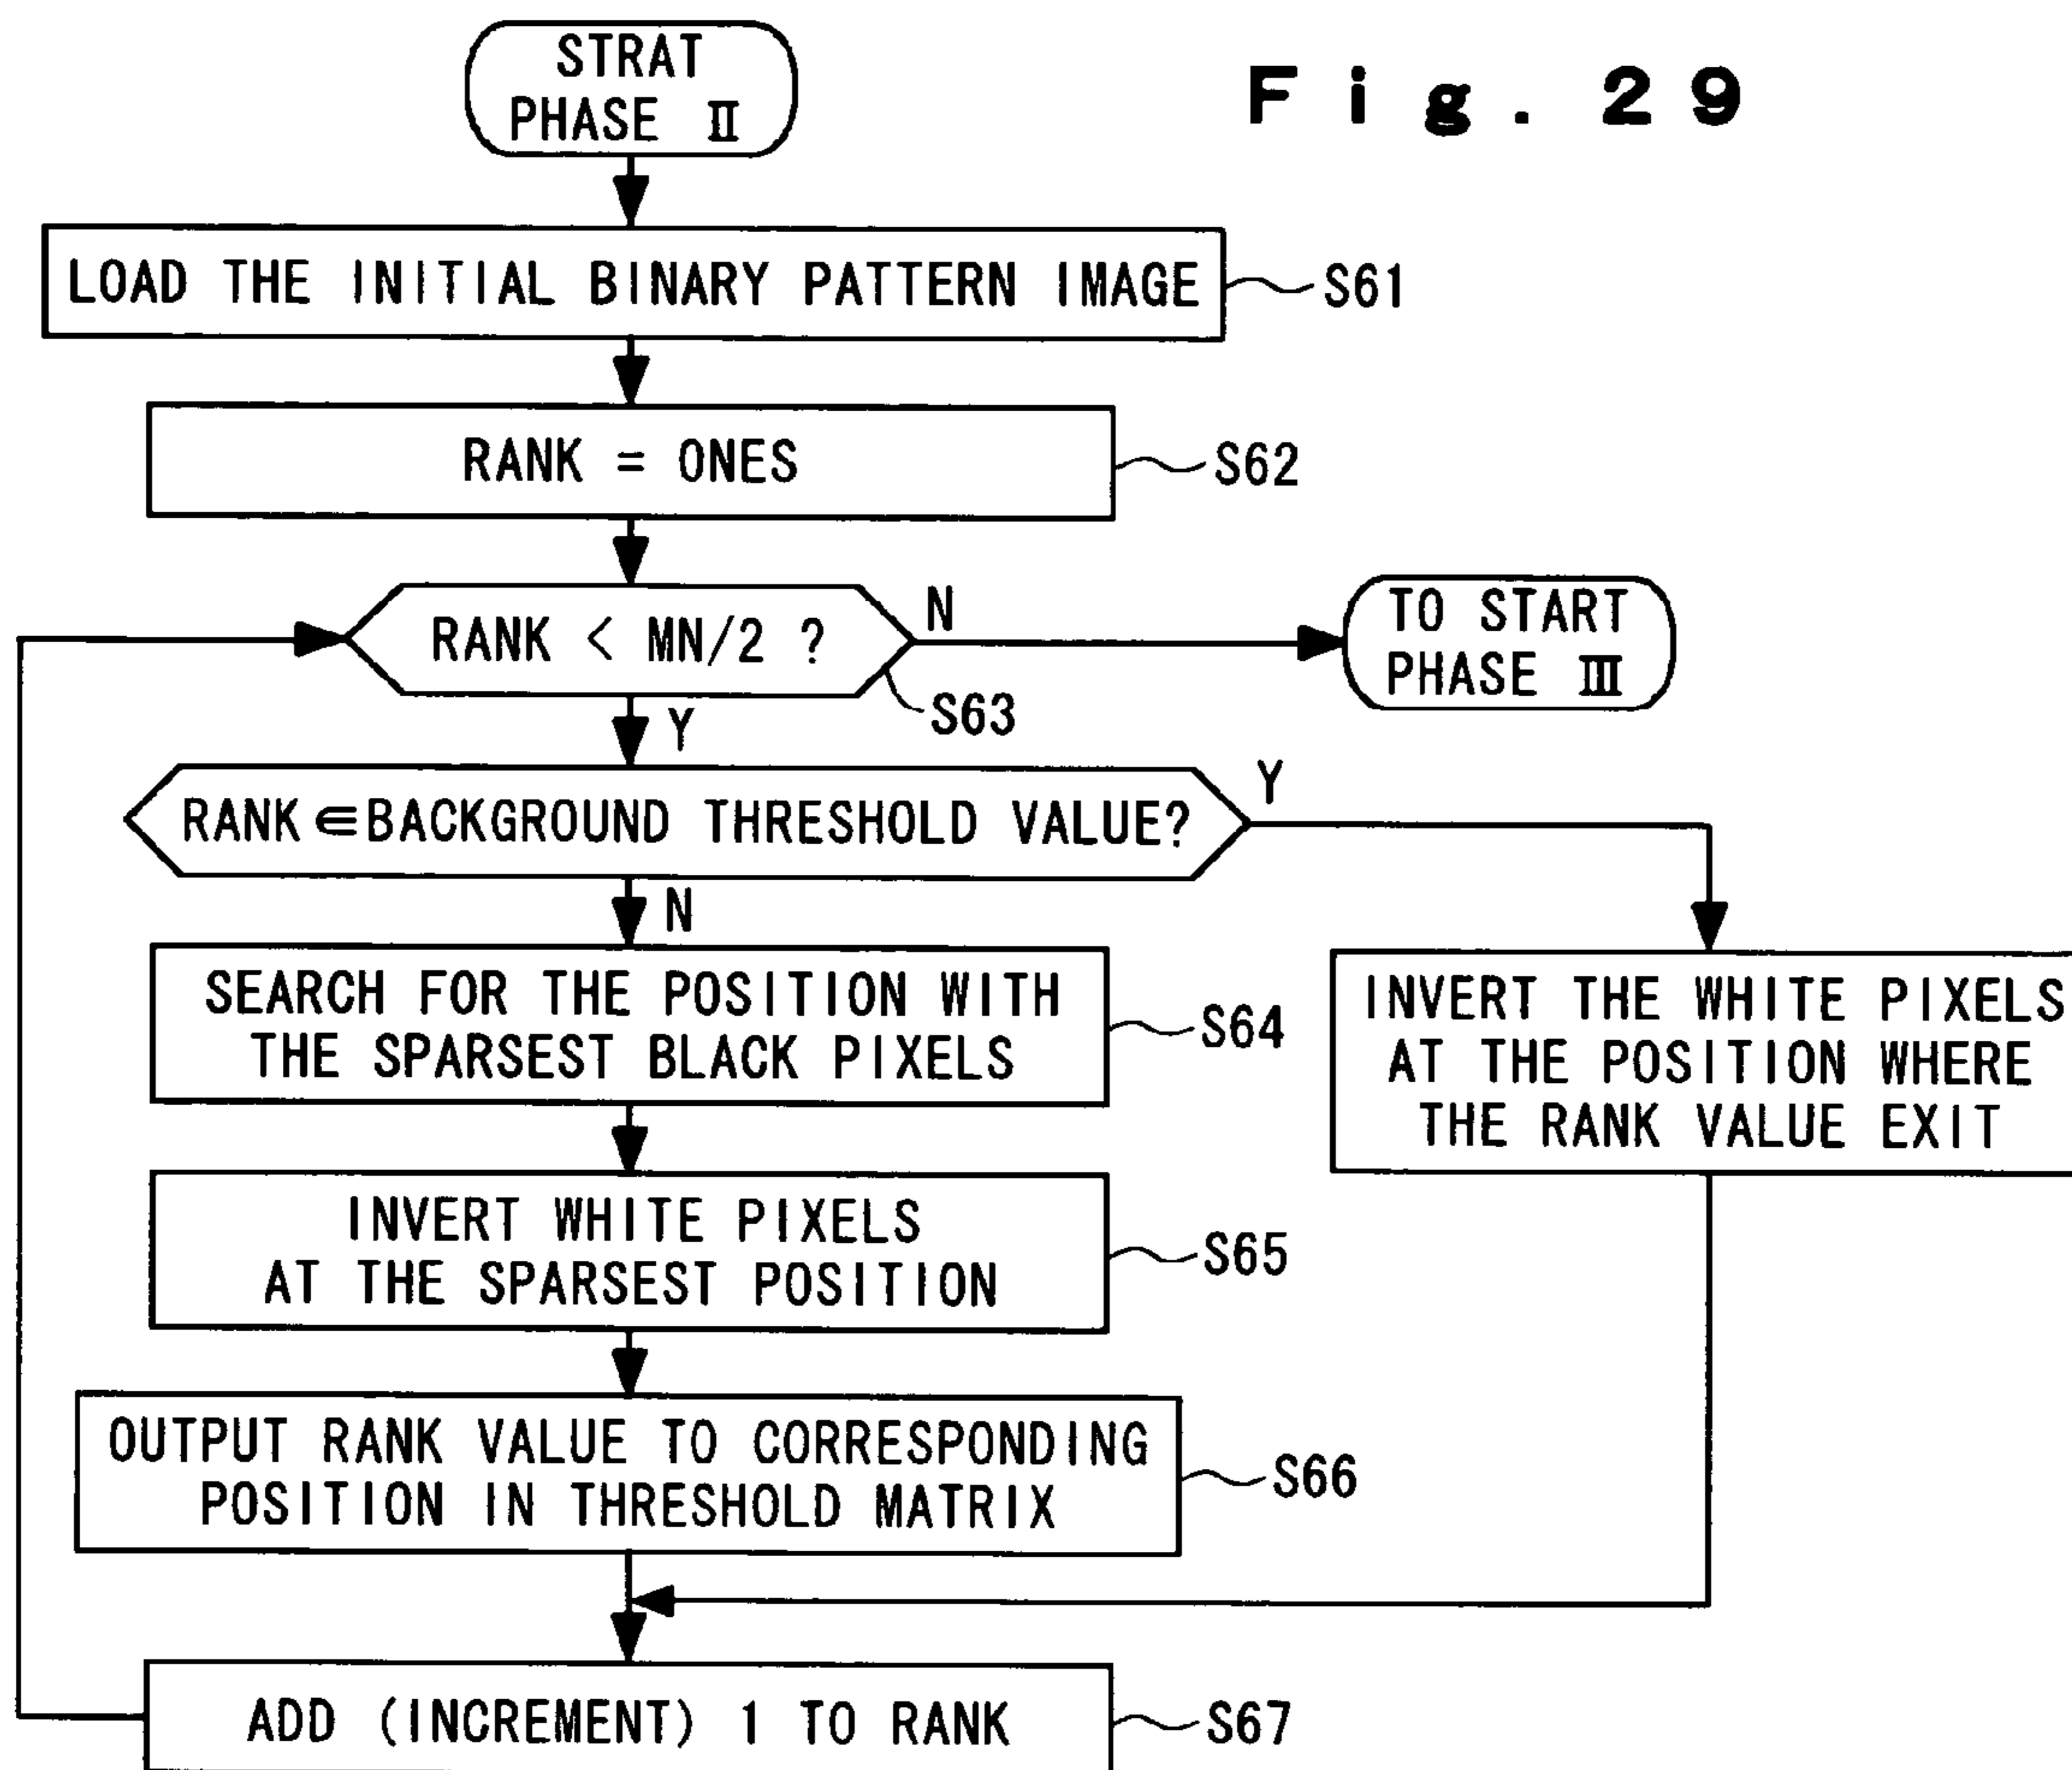 STRAT
PHASE II
Fig. 29
LOAD THE INITIAL BINARY PATTERN IMAGE
S61
RANK = ONES
S62
RANK < MN/2 ?
N
S63
Y
TO START
PHASE III
RANK∈BACKGROUND THRESHOLD VALUE?
Y
N
SEARCH FOR THE POSITION WITH
THE SPARSEST BLACK PIXELS
S64
INVERT THE WHITE PIXELS
AT THE POSITION WHERE
THE RANK VALUE EXIT
INVERT WHITE PIXELS
AT THE SPARSEST POSITION
S65
OUTPUT RANK VALUE TO CORRESPONDING
POSITION IN THRESHOLD MATRIX
S66
ADD (INCREMENT) 1 TO RANK
S67